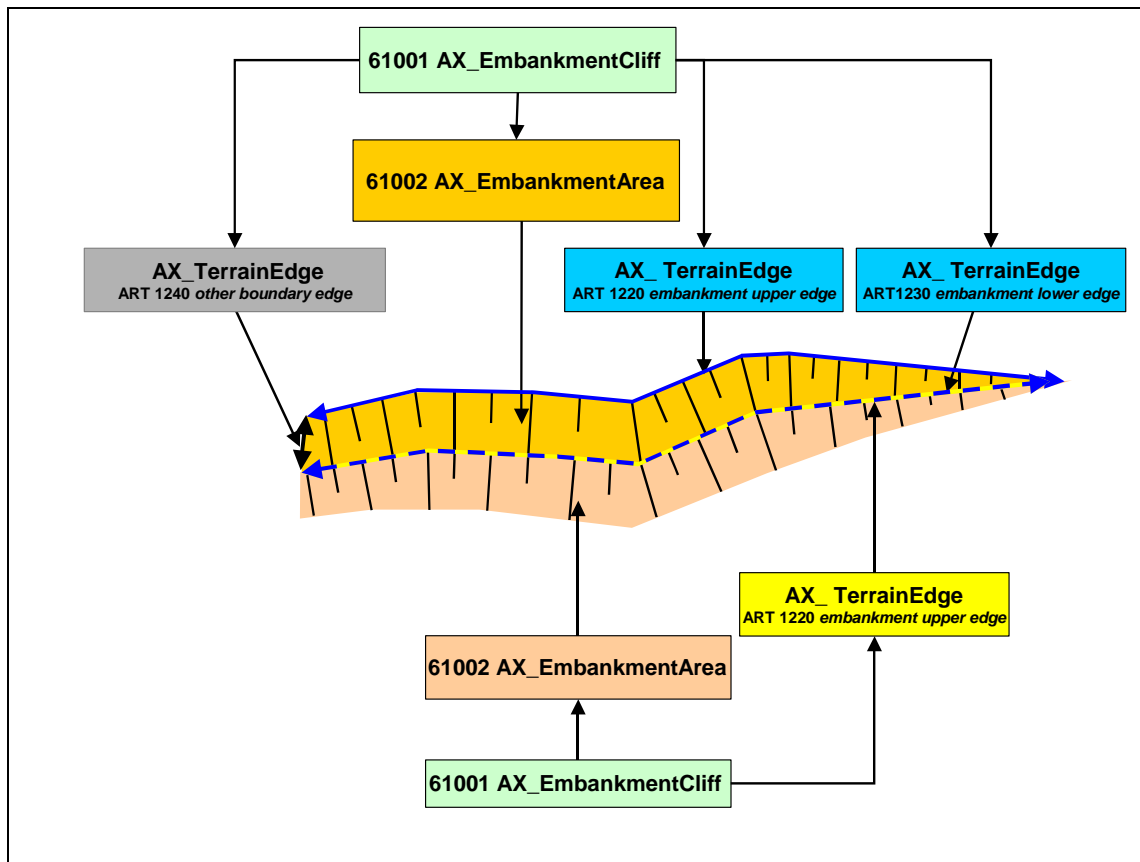 61001 AX_EmbankmentCliff
61002 AX_EmbankmentArea
AX_TerrainEdge
ART 1240 other boundary edge
AX_ TerrainEdge
ART 1220 embankment upper edge
AX_ TerrainEdge
ART1230 embankment lower edge
AX_ TerrainEdge
ART 1220 embankment upper edge
61002 AX_EmbankmentArea
61001 AX_EmbankmentCliff